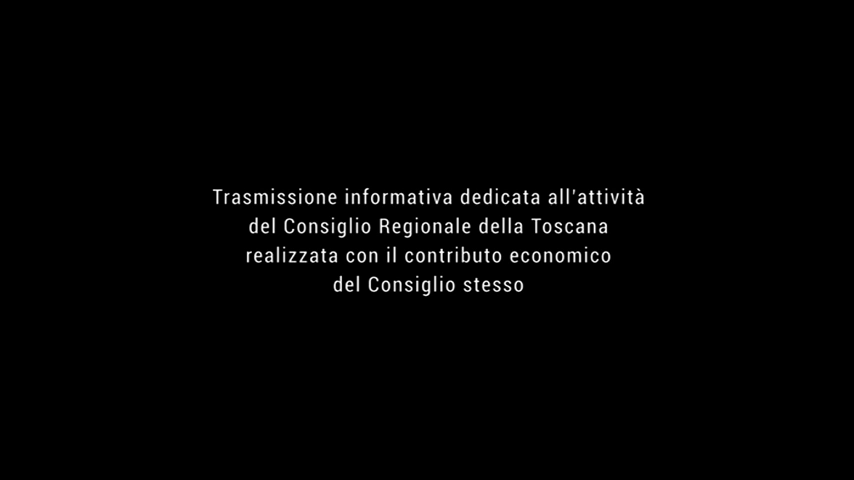 Trasmissione informativa dedicata all'attività
del Consiglio Regionale della Toscana
realizzata con il contributo economico
del Consiglio stesso